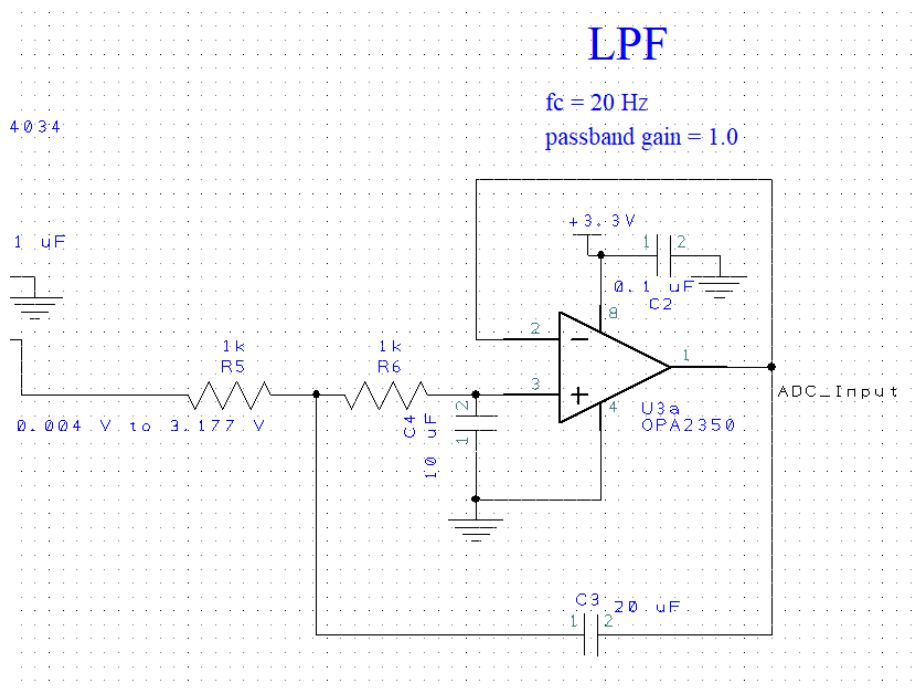 LPF
fc = 20 Hz
passband gain = 1.0
4034
+3.3V
1 uF
1 2
0.1 uF
C2
8
2
1k
R5
1k
R6
1
3
4
U3a
OPA2350
ADC_Input
0.004 V to 3.177 V
2
1
C4
10 uF
C3
20 uF
1 2